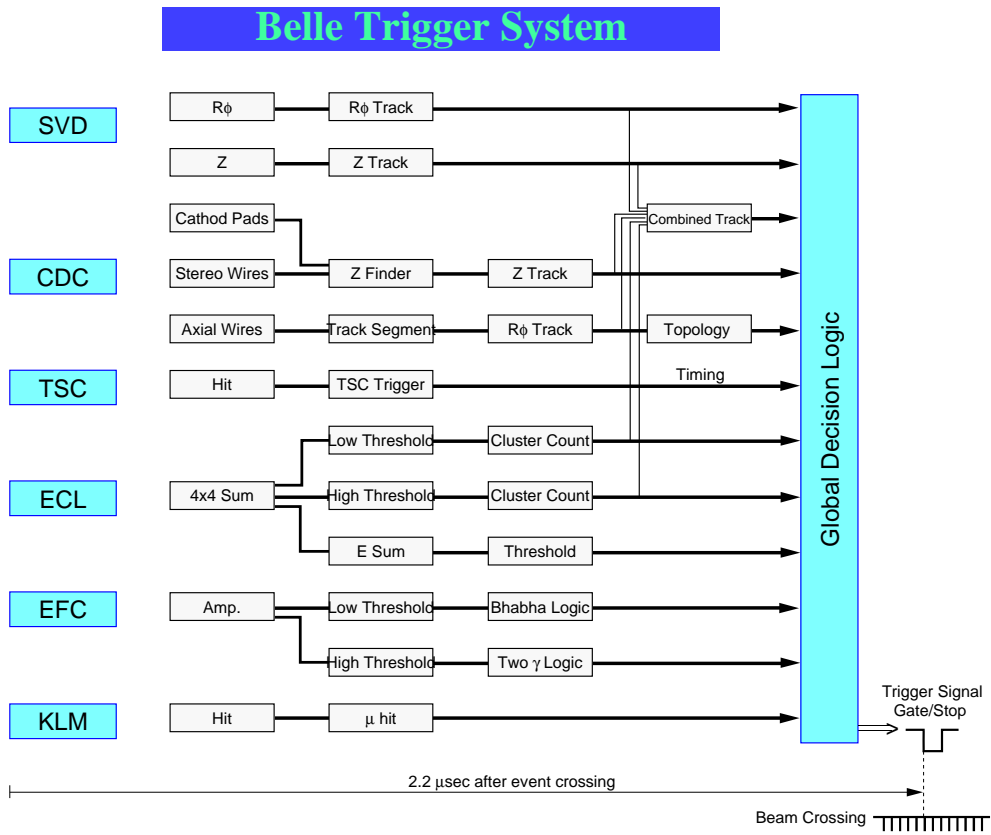 Belle Trigger System
SVD
Rϕ
Rϕ Track
Z
Z Track
Cathod Pads
Combined Track
CDC
Stereo Wires
Z Finder
Z Track
Axial Wires
Track Segment
Rϕ Track
Topology
TSC
Hit
TSC Trigger
Timing
Low Threshold
Cluster Count
ECL
4x4 Sum
High Threshold
Cluster Count
E Sum
Threshold
EFC
Amp.
Low Threshold
Bhabha Logic
High Threshold
Two γ Logic
KLM
Hit
μ hit
Global Decision Logic
Trigger Signal
Gate/Stop
2.2 μsec after event crossing
Beam Crossing